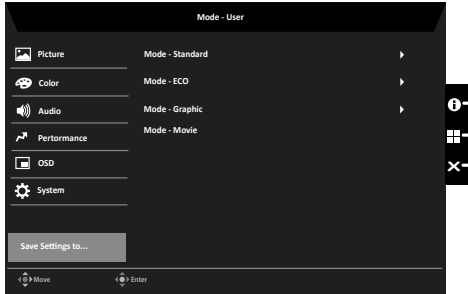 Mode - User
Picture
Mode - Standard
Color
Mode - ECO
Audio
Mode - Graphic
Pertormance
Mode - Movie
OSD
System
Save Settings to...
Move
Enter